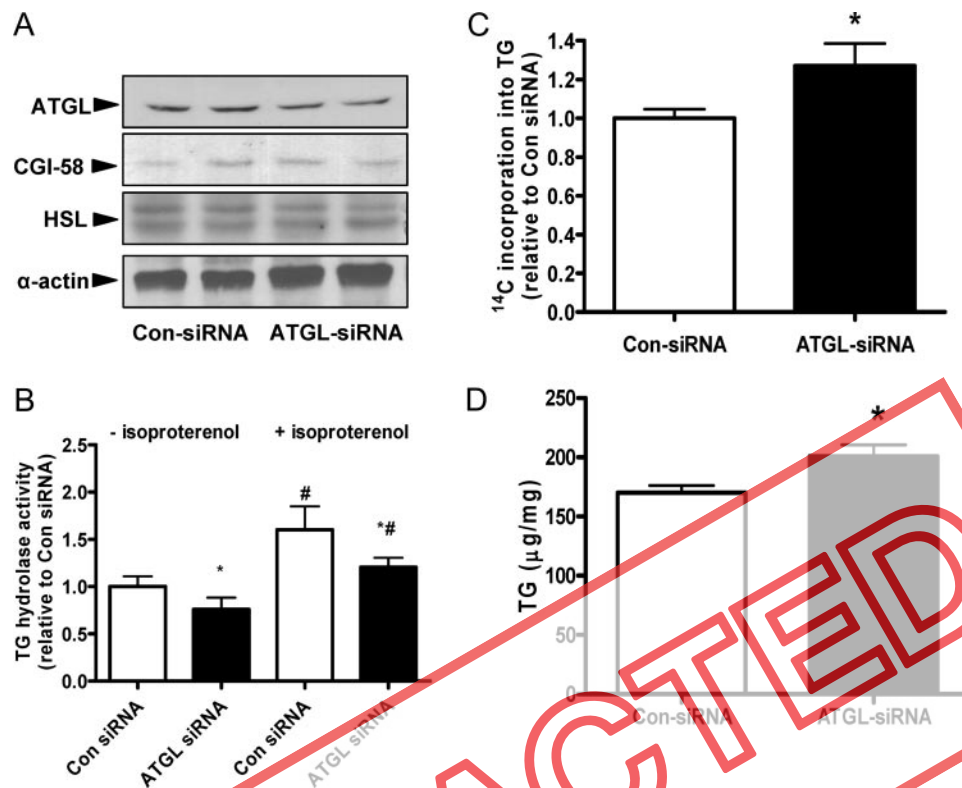 A
ATGL
CGI-58
HSL
α-actin
Con-siRNA ATGL-siRNA
B
- isoproterenol + isoproterenol
TG hydrolase activity
(relative to Con siRNA)
2.5
2.0
1.5
1.0
0.5
0.0
*
#
*#
Con siRNA
ATGL siRNA
Con siRNA
ATGL siRNA
C
¹⁴C incorporation into TG
(relative to Con siRNA)
1.4
1.2
1.0
0.8
0.6
0.4
0.2
0.0
*
Con-siRNA ATGL-siRNA
D
TG (μg/mg)
250
200
150
100
50
0
*
Con-siRNA ATGL-siRNA
ACTED